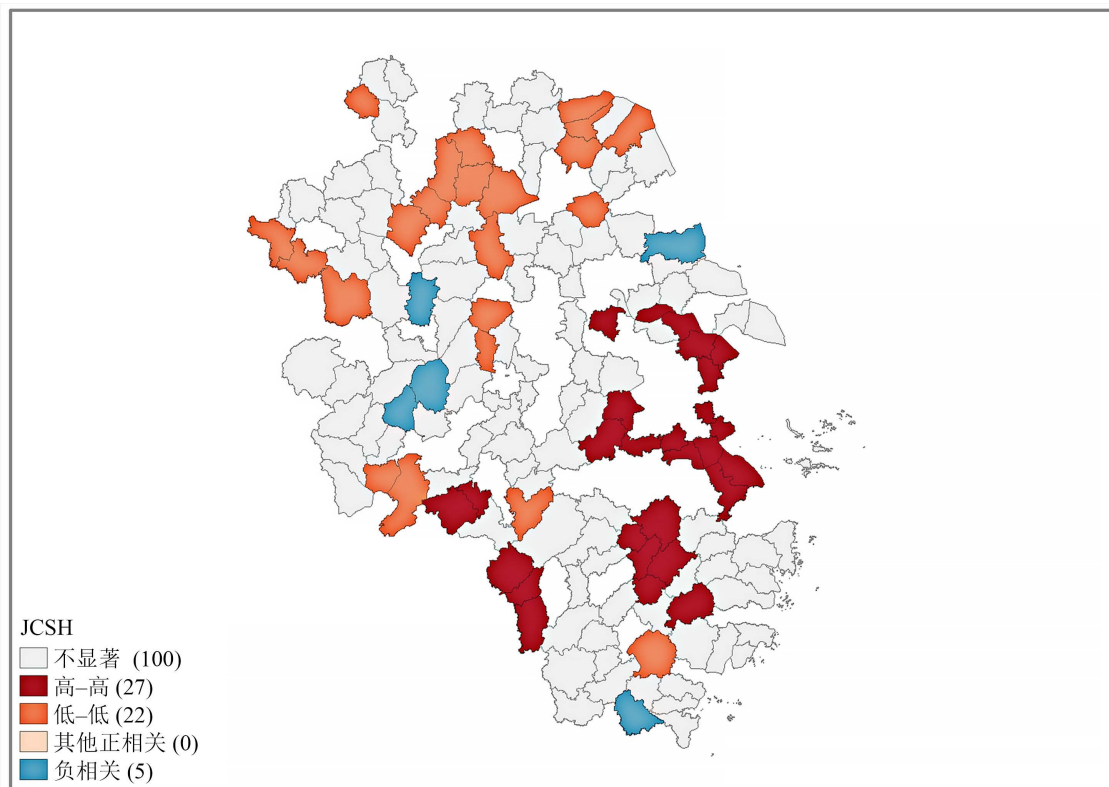 JCSH
不显著 (100)
高–高 (27)
低–低 (22)
其他正相关 (0)
负相关 (5)